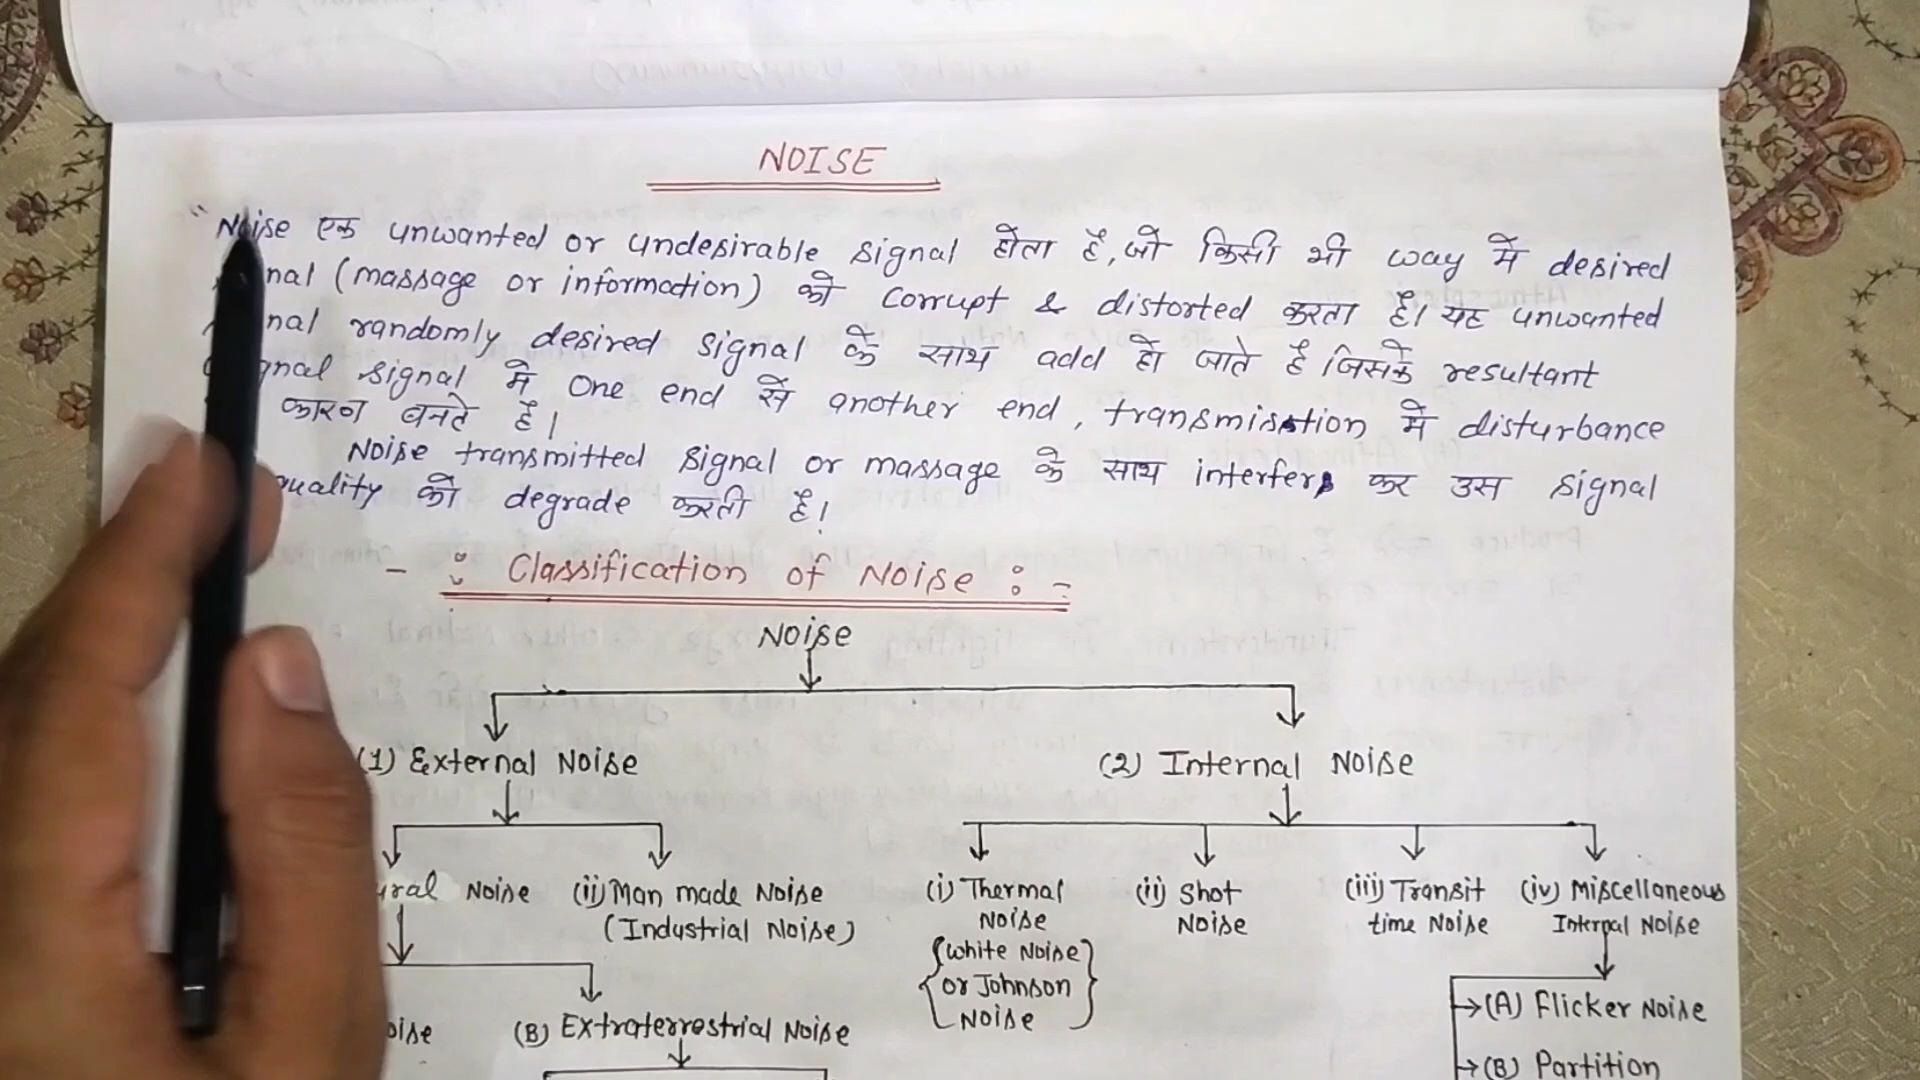 NOISE
"Noise एक unwanted or undesirable signal होता है, जो किसी भी way में desired
(massage or information) को corrupt & distorted करता है। यह unwanted
randomly desired signal के साथ add हो जाते है जिसके resultant
signal में one end से another end, transmission में disturbance
कारण बनते है।
Noise transmitted signal or massage के साथ interfers कर उस signal
quality को degrade करती है।
- : Classification of Noise : -
Noise
(1) External Noise (2) Internal Noise
Noise (ii) Man made Noise (i) Thermal (ii) Shot (iii) Transit (iv) Miscellaneous
(Industrial Noise) Noise Noise time Noise Internal Noise
{White Noise}
or Johnson
Noise
(A) Flicker Noise
(B) Extraterrestrial Noise
(B) Partition